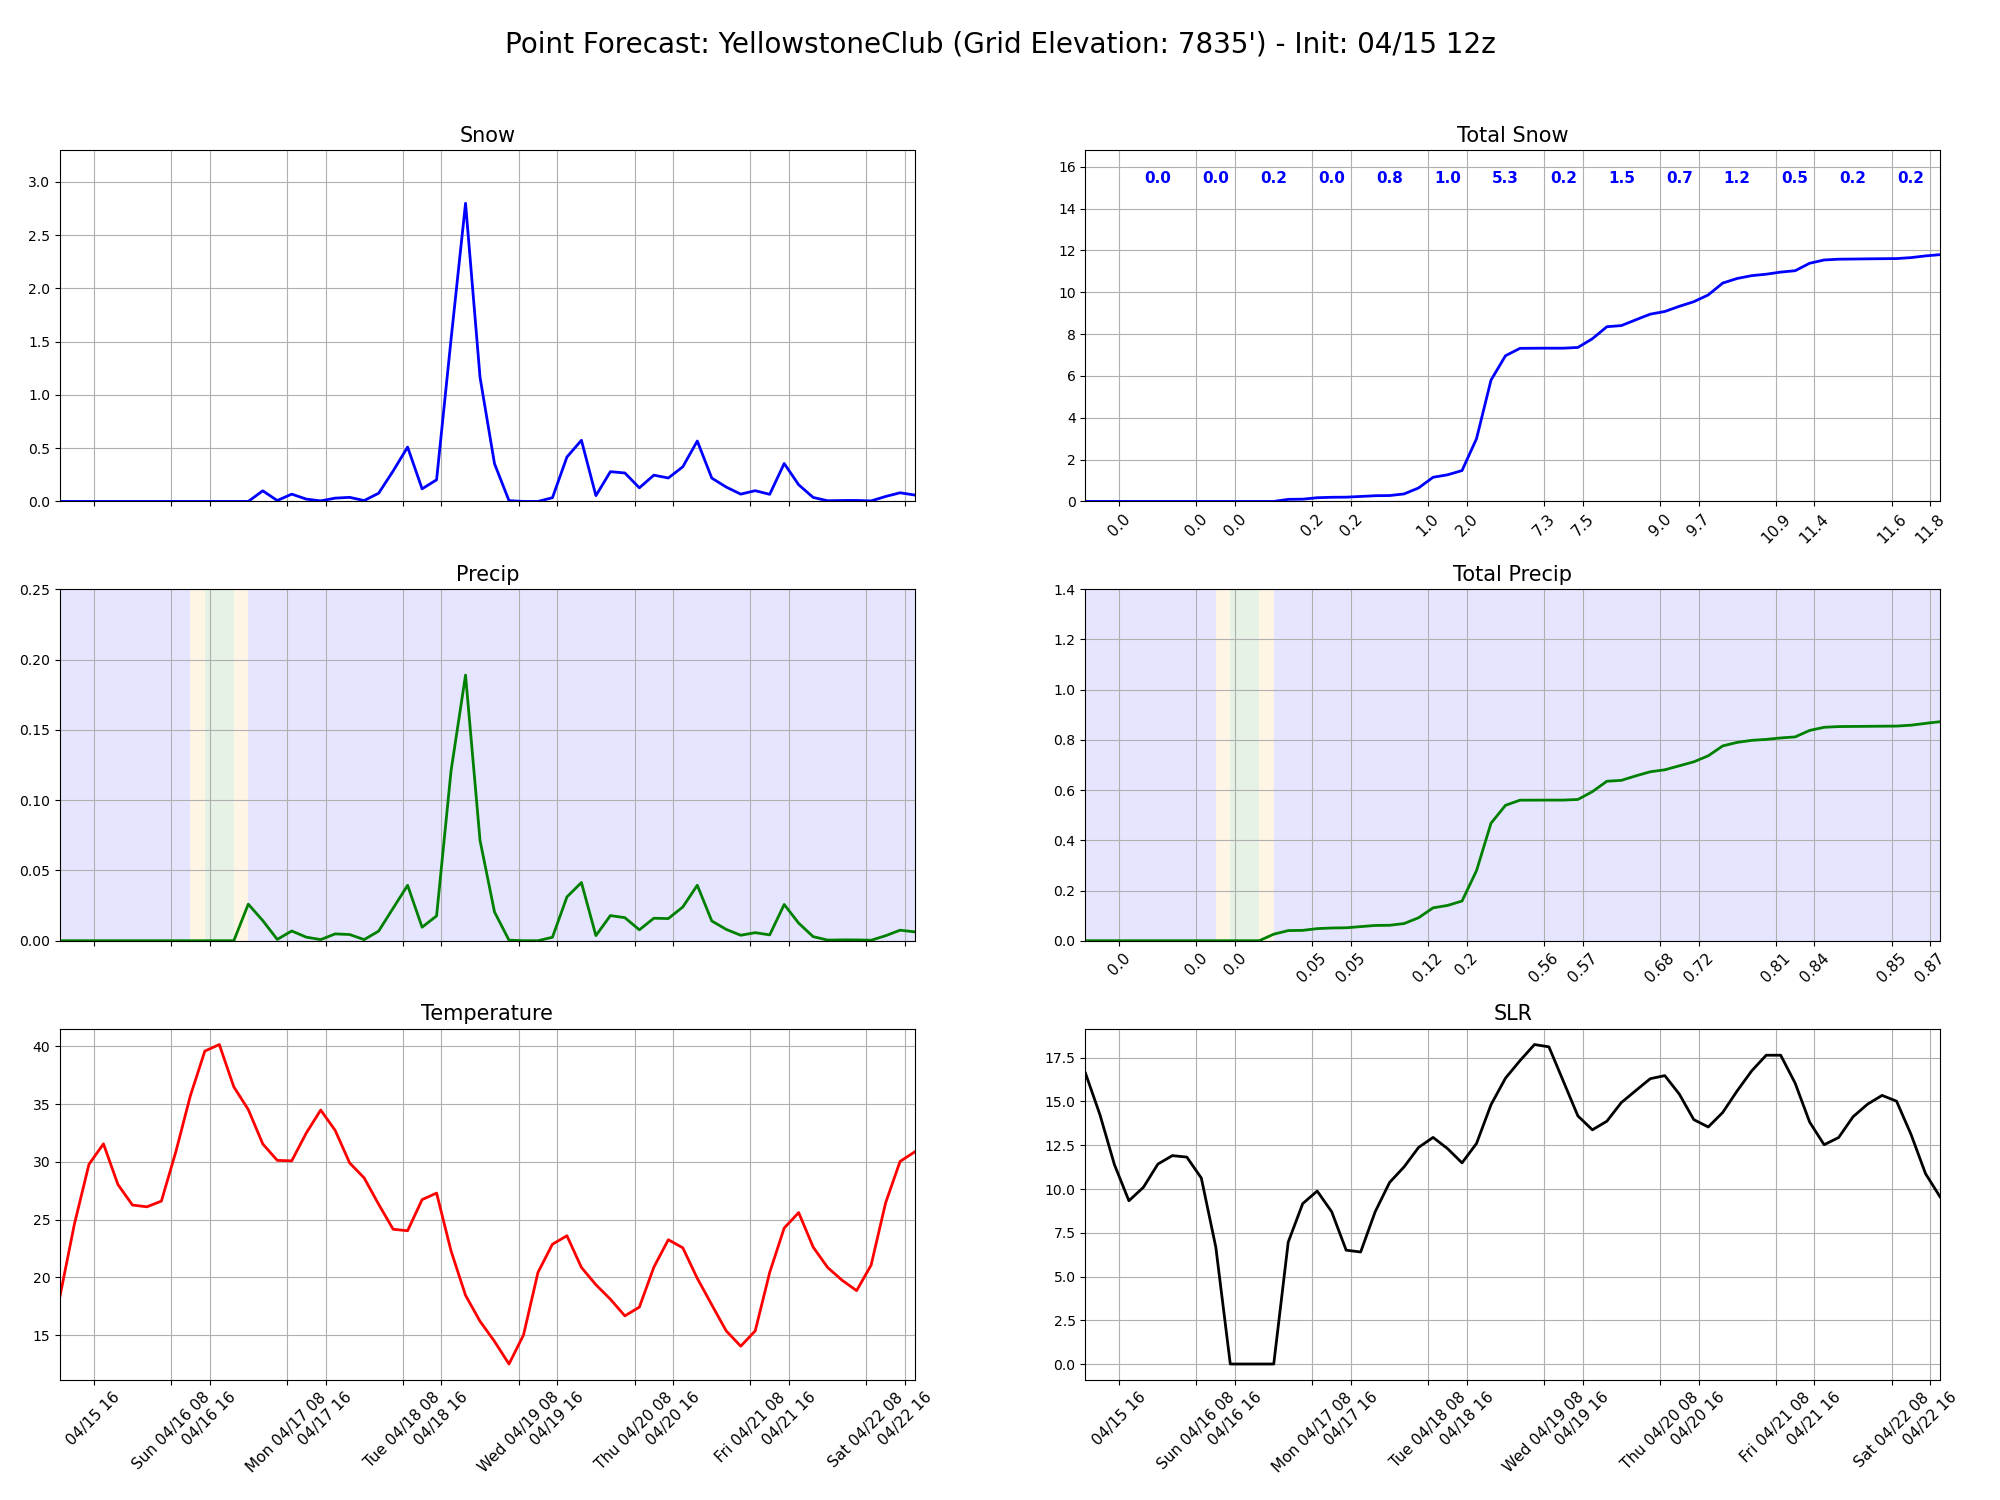 Point Forecast: YellowstoneClub (Grid Elevation: 7835') - Init: 04/15 12z
Snow
3.0
2.5
2.0
1.5
1.0
0.5
0.0
Total Snow
16
14
12
10
8
6
4
2
0
0.0 0.0 0.2 0.0 0.8 1.0 5.3 0.2 1.5 0.7 1.2 0.5 0.2 0.2
0.0 0.0 0.0 0.2 0.2 1.0 2.0 7.3 7.5 9.0 9.7 10.9 11.4 11.6 11.8
Precip
0.25
0.20
0.15
0.10
0.05
0.00
Total Precip
1.4
1.2
1.0
0.8
0.6
0.4
0.2
0.0
0.0 0.0 0.0 0.05 0.05 0.12 0.2 0.56 0.57 0.68 0.72 0.81 0.84 0.85 0.87
Temperature
40
35
30
25
20
15
04/15 16
Sun 04/16 08
04/16 16
Mon 04/17 08
04/17 16
Tue 04/18 08
04/18 16
Wed 04/19 08
04/19 16
Thu 04/20 08
04/20 16
Fri 04/21 08
04/21 16
Sat 04/22 08
04/22 16
SLR
17.5
15.0
12.5
10.0
7.5
5.0
2.5
0.0
04/15 16
Sun 04/16 08
04/16 16
Mon 04/17 08
04/17 16
Tue 04/18 08
04/18 16
Wed 04/19 08
04/19 16
Thu 04/20 08
04/20 16
Fri 04/21 08
04/21 16
Sat 04/22 08
04/22 16